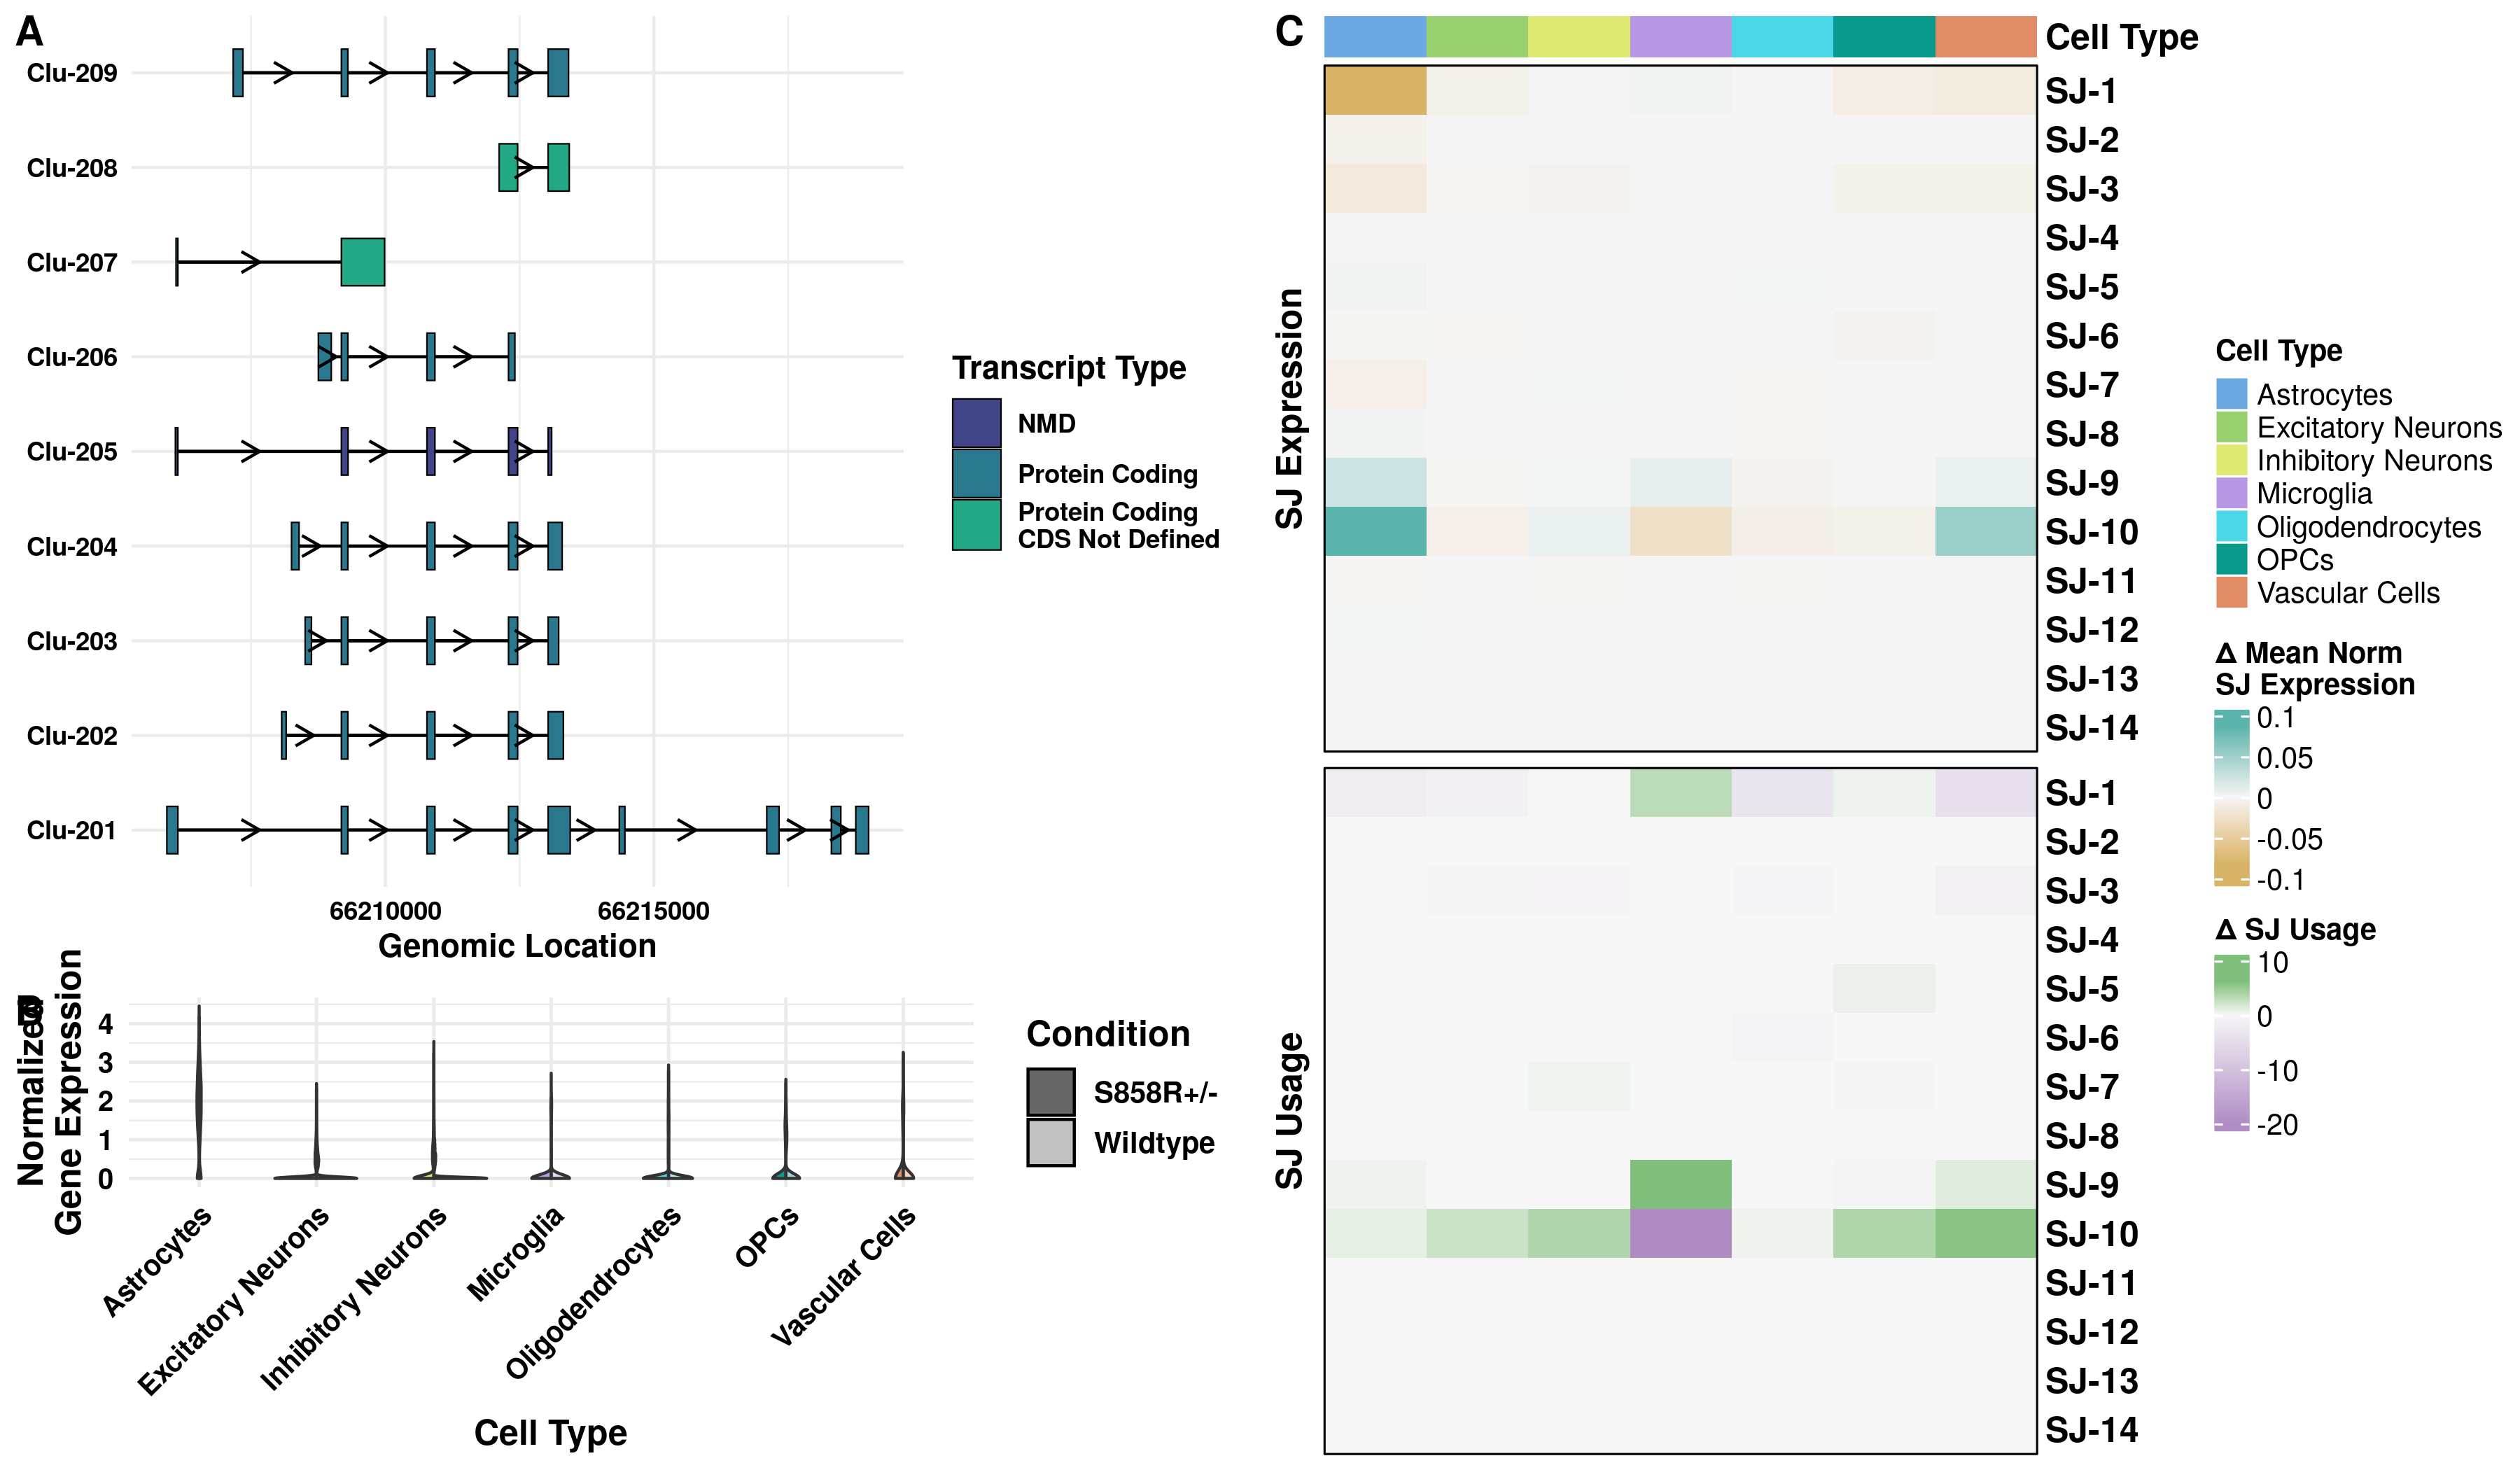 A
Clu-209
Clu-208
Clu-207
Clu-206
Clu-205
Clu-204
Clu-203
Clu-202
Clu-201
66210000
66215000
Genomic Location
Transcript Type
NMD
Protein Coding
Protein Coding
CDS Not Defined
B
Normalized
Gene Expression
4
3
2
1
0
Astrocytes
Excitatory Neurons
Inhibitory Neurons
Microglia
Oligodendrocytes
OPCs
Vascular Cells
Cell Type
Condition
S858R+/-
Wildtype
C
Cell Type
SJ Expression
SJ-1
SJ-2
SJ-3
SJ-4
SJ-5
SJ-6
SJ-7
SJ-8
SJ-9
SJ-10
SJ-11
SJ-12
SJ-13
SJ-14
SJ Usage
SJ-1
SJ-2
SJ-3
SJ-4
SJ-5
SJ-6
SJ-7
SJ-8
SJ-9
SJ-10
SJ-11
SJ-12
SJ-13
SJ-14
Cell Type
Astrocytes
Excitatory Neurons
Inhibitory Neurons
Microglia
Oligodendrocytes
OPCs
Vascular Cells
Δ Mean Norm
SJ Expression
0.1
0.05
0
-0.05
-0.1
Δ SJ Usage
10
0
-10
-20